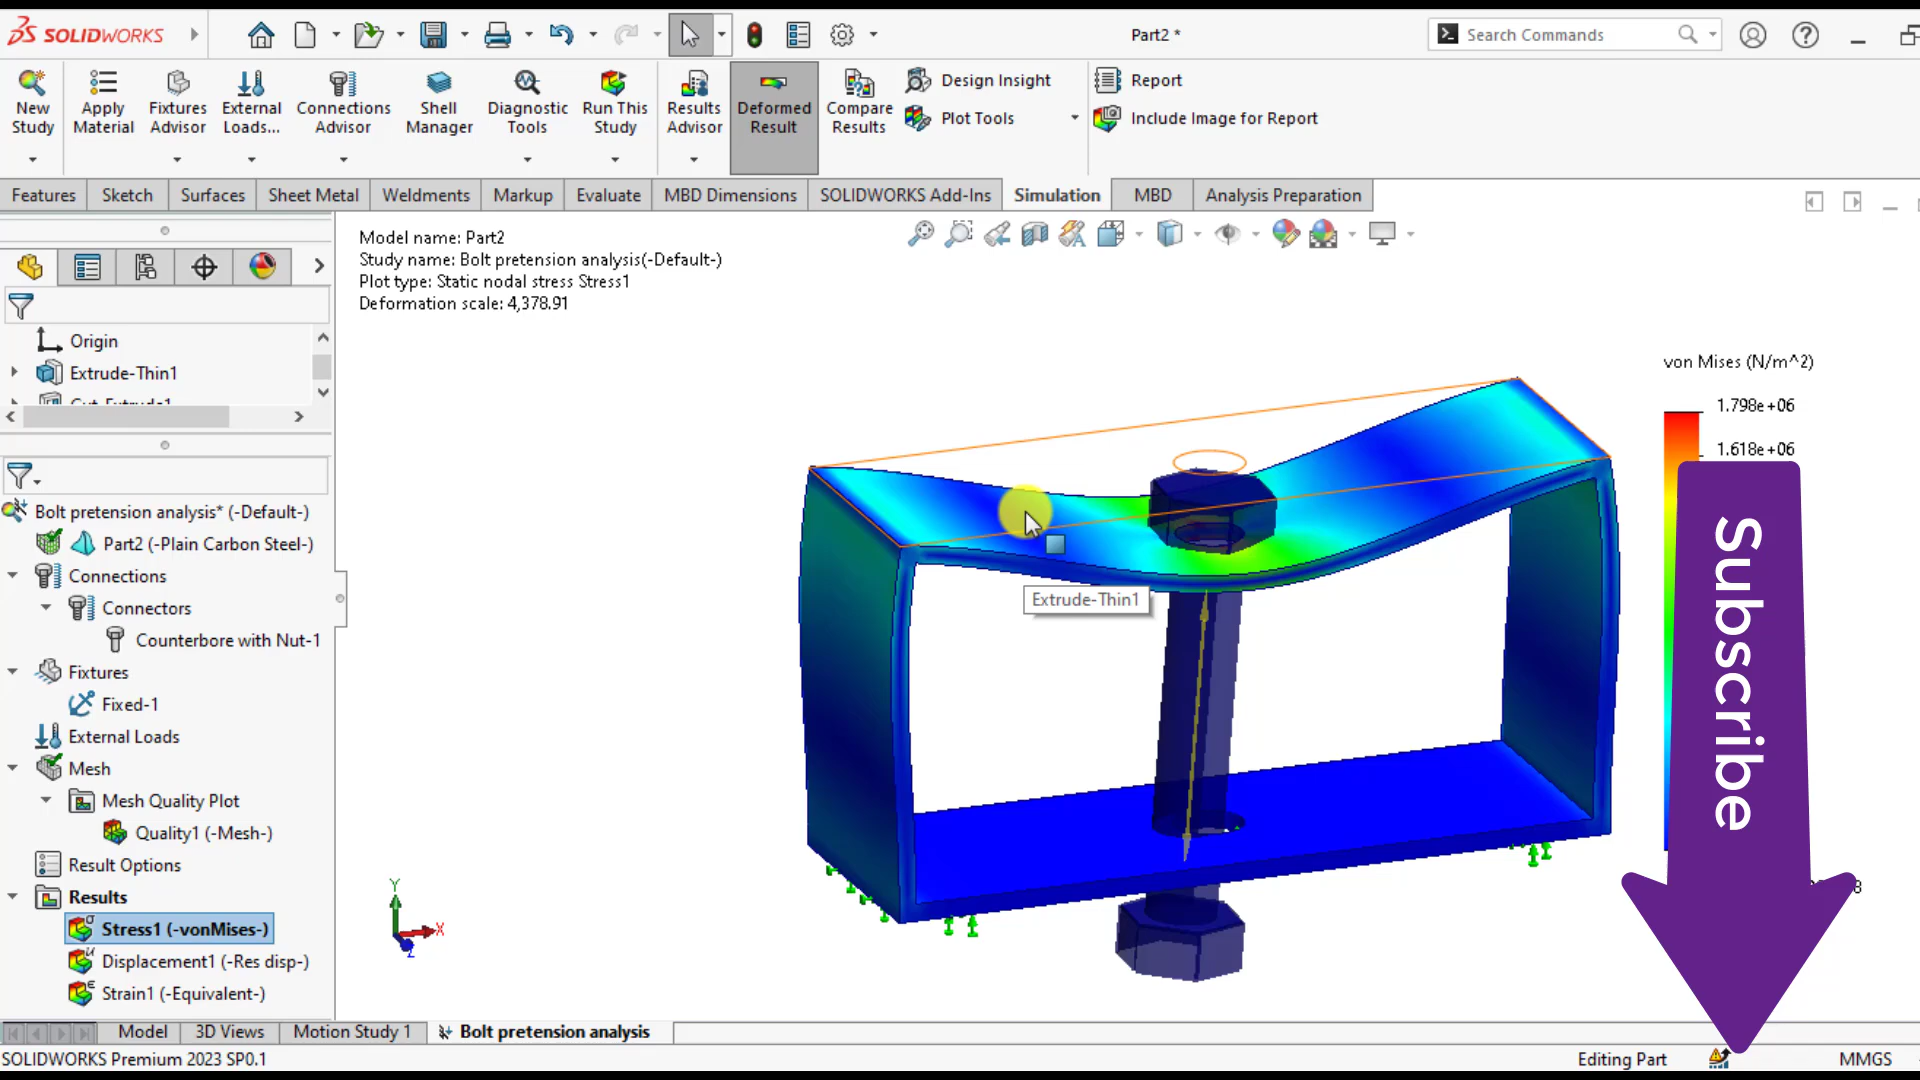 SOLIDWORKS
Part2 *
Search Commands
New Study
Apply Material
Fixtures Advisor
External Loads...
Connections Advisor
Shell Manager
Diagnostic Tools
Run This Study
Results Advisor
Deformed Result
Compare Results
Design Insight
Plot Tools
Report
Include Image for Report
Features
Sketch
Surfaces
Sheet Metal
Weldments
Markup
Evaluate
MBD Dimensions
SOLIDWORKS Add-Ins
Simulation
MBD
Analysis Preparation
Model name: Part2
Study name: Bolt pretension analysis(-Default-)
Plot type: Static nodal stress Stress1
Deformation scale: 4,378.91
Origin
Extrude-Thin1
Bolt pretension analysis* (-Default-)
Part2 (-Plain Carbon Steel-)
Connections
Connectors
Counterbore with Nut-1
Fixtures
Fixed-1
External Loads
Mesh
Mesh Quality Plot
Quality1 (-Mesh-)
Result Options
Results
Stress1 (-vonMises-)
Displacement1 (-Res disp-)
Strain1 (-Equivalent-)
Extrude-Thin1
von Mises (N/m^2)
1.798e+06
1.618e+06
Subscribe
Y
X
Z
Model
3D Views
Motion Study 1
Bolt pretension analysis
SOLIDWORKS Premium 2023 SP0.1
Editing Part
MMGS